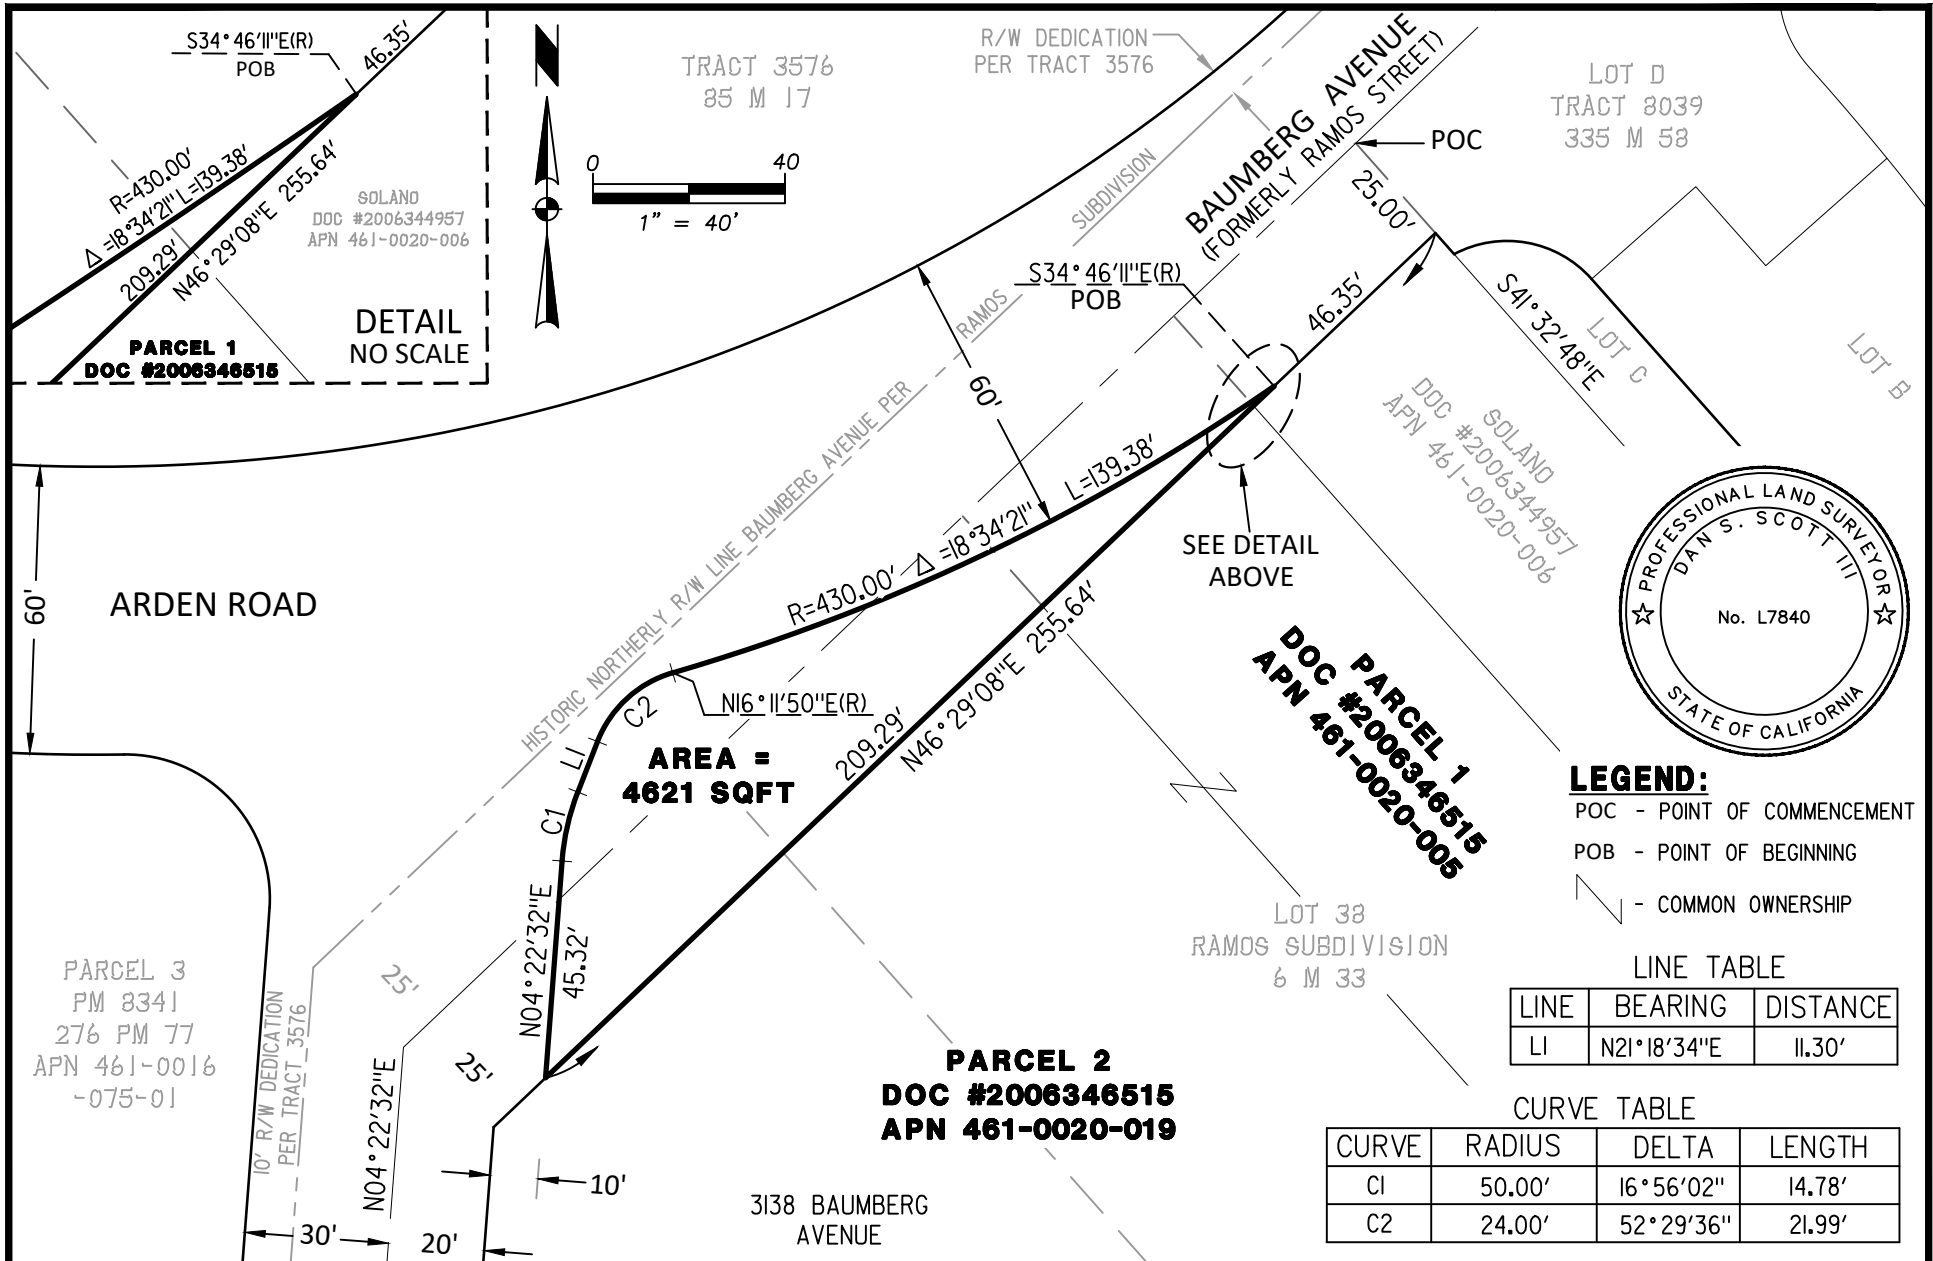 S34°46'11"E(R)
POB
46.35'
R=430.00'
Δ =18°34'21" L=139.38'
209.29'
N46°29'08"E 255.64'
SOLANO
DOC #2006344957
APN 461-0020-006
DETAIL
NO SCALE
PARCEL 1
DOC #2006346515
0 40
1" = 40'
TRACT 3576
85 M 17
R/W DEDICATION
PER TRACT 3576
BAUMBERG AVENUE
(FORMERLY RAMOS STREET)
POC
25.00'
LOT D
TRACT 8039
335 M 58
S34°46'11"E(R)
POB
46.35'
S41°32'48"E
LOT C
LOT B
SOLANO
DOC #2006344957
APN 461-0020-006
HISTORIC NORTHERLY R/W LINE BAUMBERG AVENUE PER RAMOS SUBDIVISION
60'
60'
ARDEN ROAD
R=430.00' Δ =18°34'21" L=139.38'
SEE DETAIL
ABOVE
N16°11'50"E(R)
C2
L1
C1
AREA =
4621 SQFT
209.29'
N46°29'08"E 255.64'
N04°22'32"E
45.32'
PARCEL 1
DOC #2006346515
APN 461-0020-005
PROFESSIONAL LAND SURVEYOR
DAN S. SCOTT III
No. L7840
STATE OF CALIFORNIA
LEGEND:
POC - POINT OF COMMENCEMENT
POB - POINT OF BEGINNING
- COMMON OWNERSHIP
LOT 38
RAMOS SUBDIVISION
6 M 33
PARCEL 3
PM 8341
276 PM 77
APN 461-0016
-075-01
10' R/W DEDICATION
PER TRACT 3576
25'
25'
N04°22'32"E
30'
20'
10'
PARCEL 2
DOC #2006346515
APN 461-0020-019
3138 BAUMBERG
AVENUE
LINE TABLE
LINE BEARING DISTANCE
L1 N21°18'34"E 11.30'
CURVE TABLE
CURVE RADIUS DELTA LENGTH
C1 50.00' 16°56'02" 14.78'
C2 24.00' 52°29'36" 21.99'